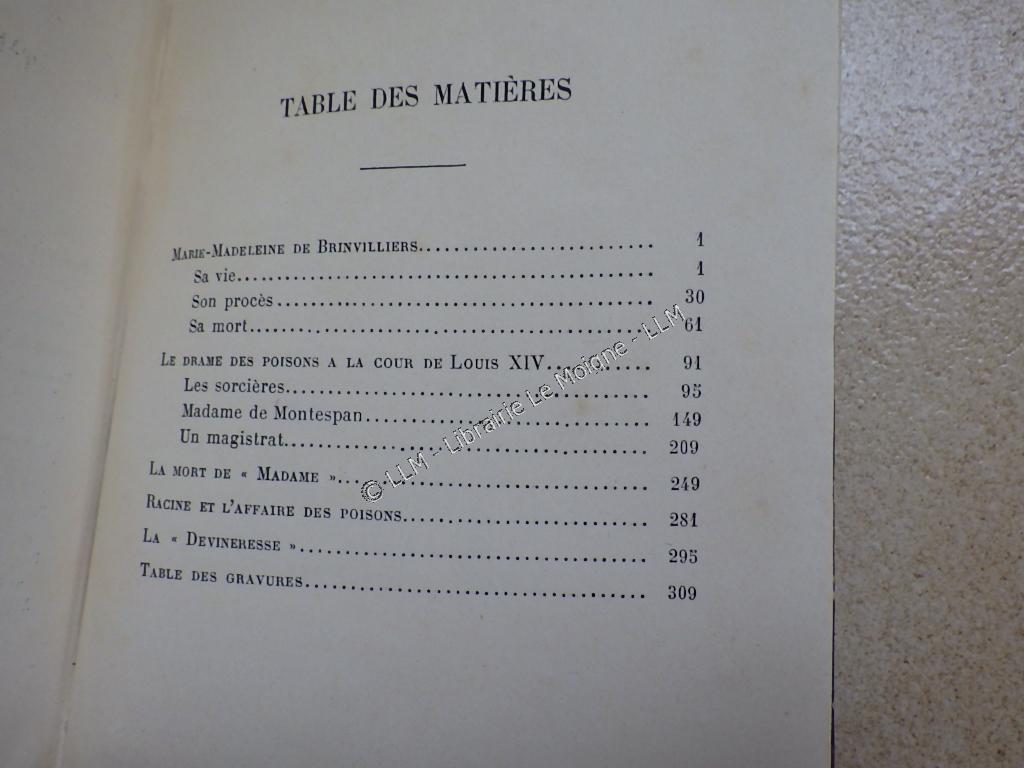 TABLE DES MATIÈRES
MARIE-MADELEINE DE BRINVILLIERS........................ 1
Sa vie........................ 1
Son procès........................ 30
Sa mort........................ 61
LE DRAME DES POISONS A LA COUR DE LOUIS XIV............ 91
Les sorcières........................ 95
Madame de Montespan........................ 149
Un magistrat........................ 209
LA MORT DE « MADAME »........................ 249
RACINE ET L'AFFAIRE DES POISONS........................ 281
LA « DEVINERESSE »........................ 295
TABLE DES GRAVURES........................ 309
© LLM - Librairie Le Moigne - LLM